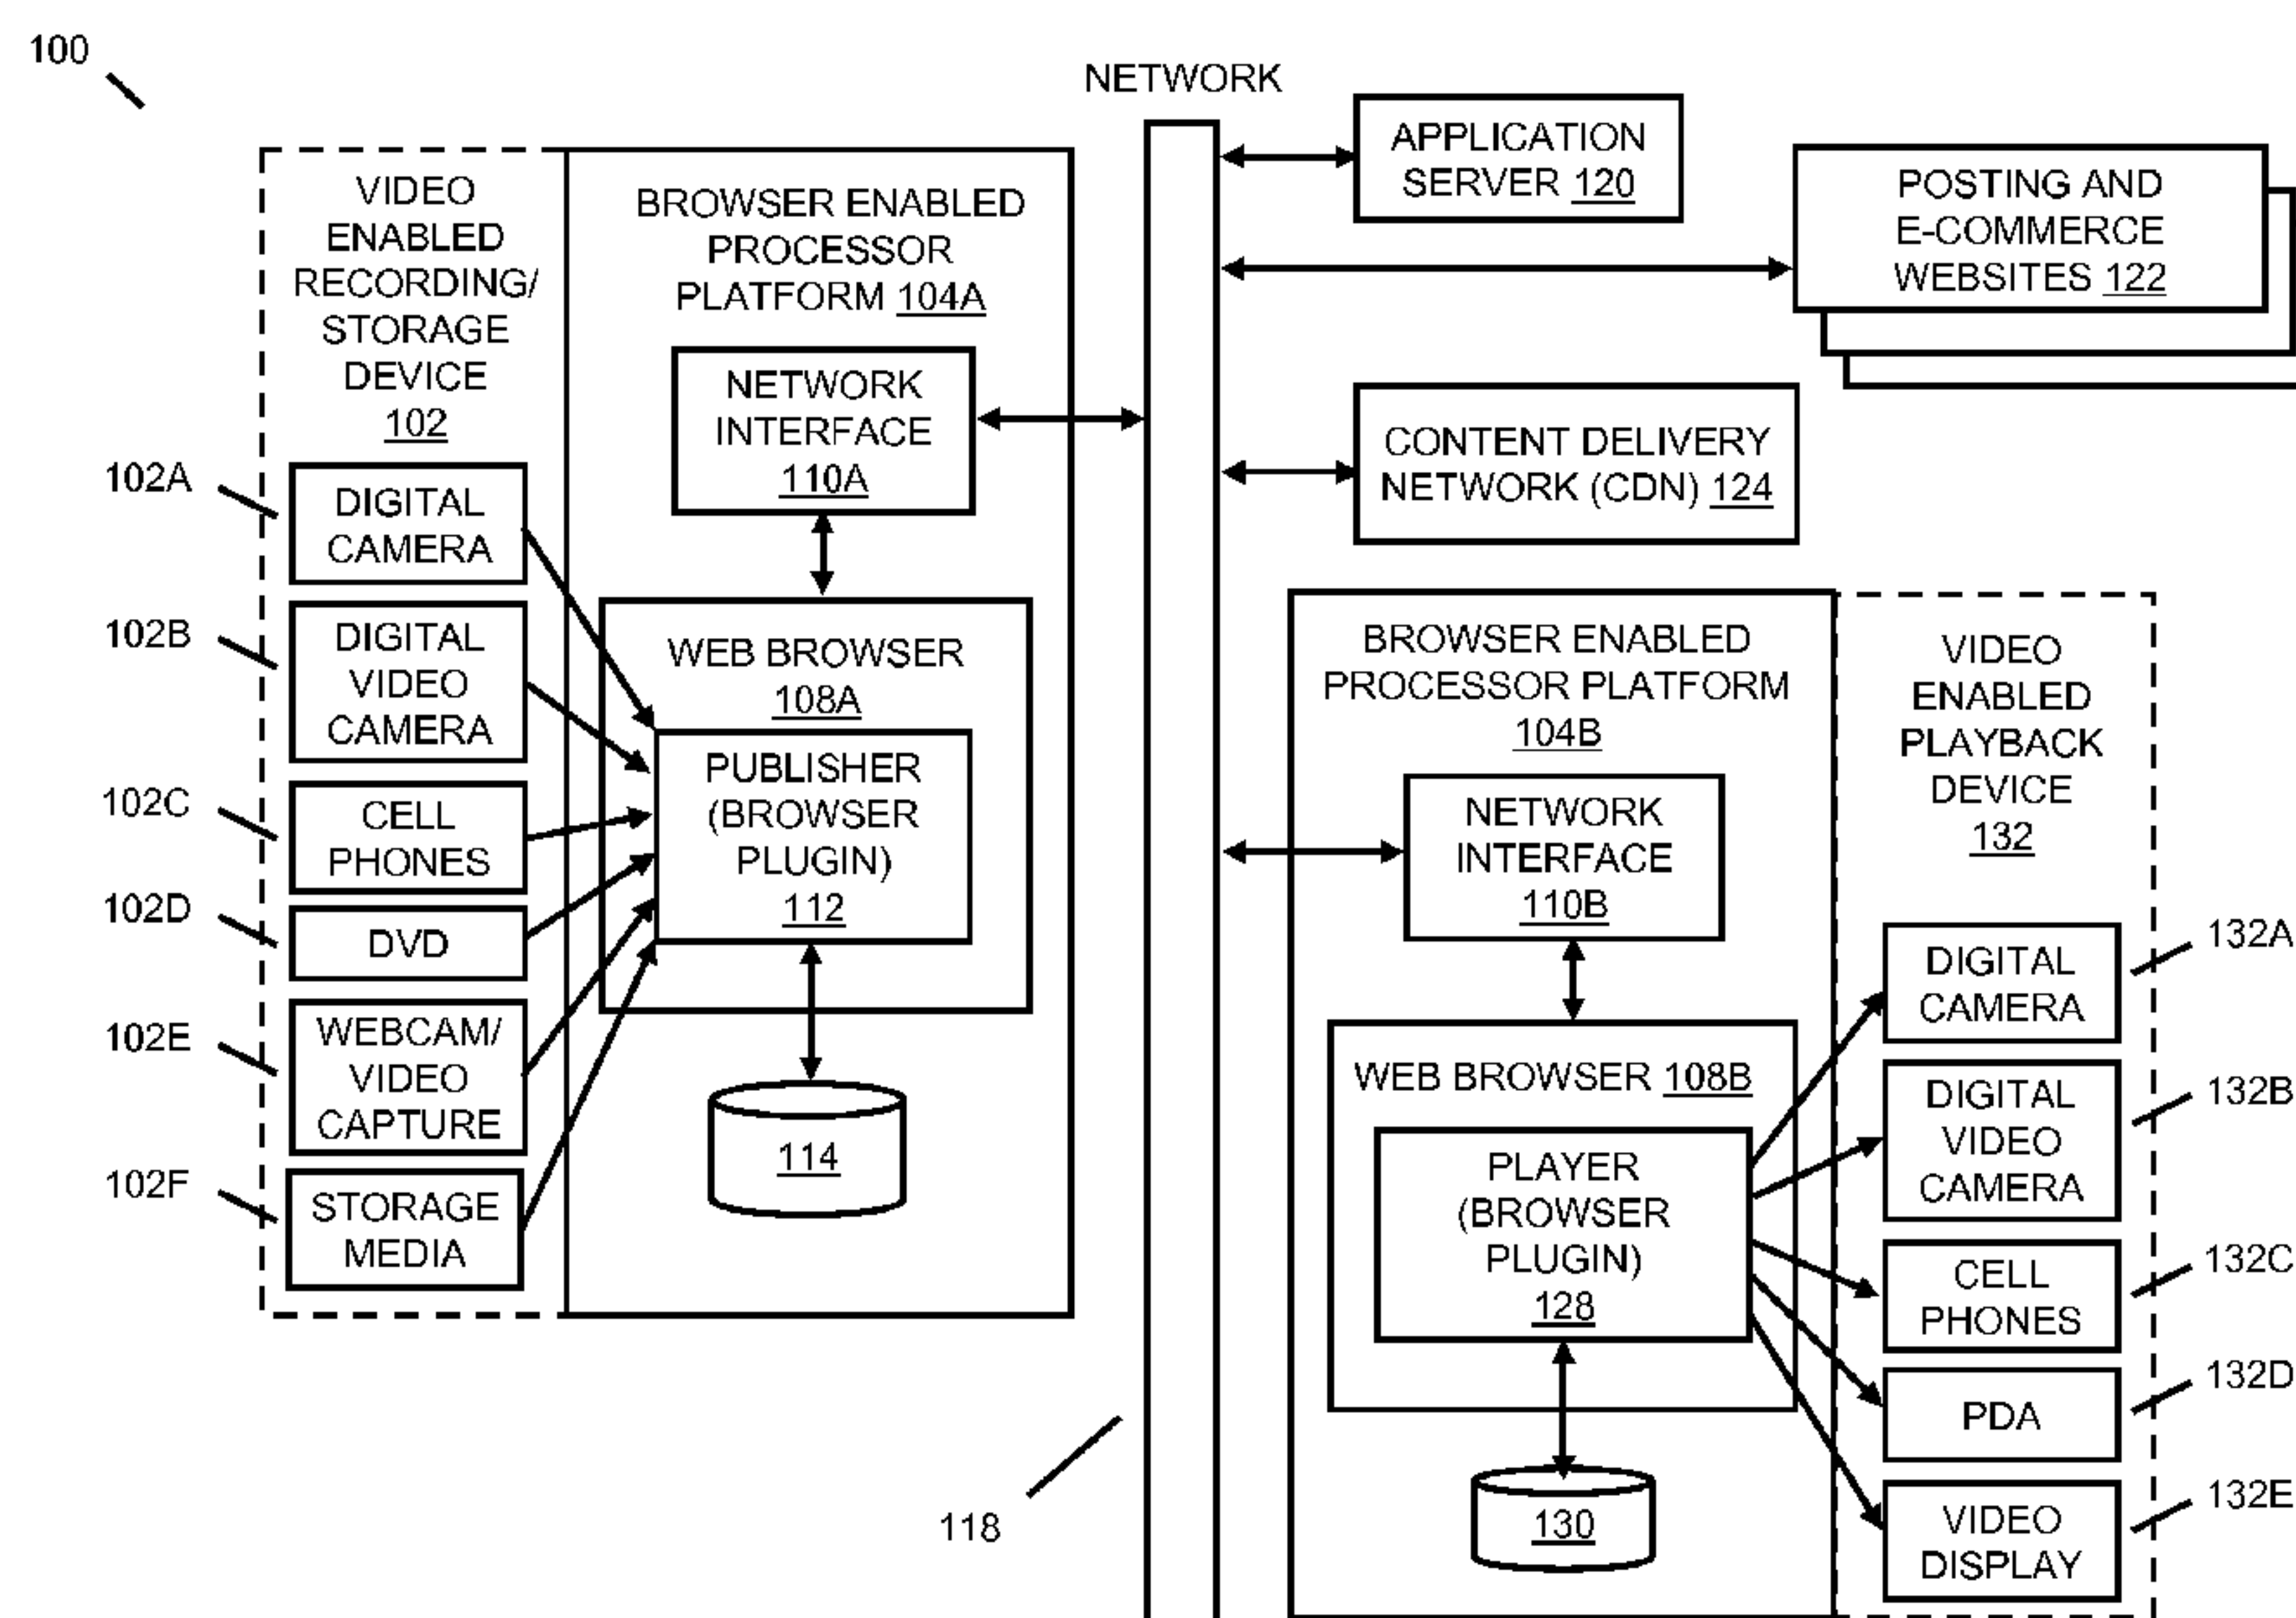 100
NETWORK
VIDEO
ENABLED
RECORDING/
STORAGE
DEVICE
102
BROWSER ENABLED
PROCESSOR
PLATFORM 104A
NETWORK
INTERFACE
110A
102A
DIGITAL
CAMERA
102B
DIGITAL
VIDEO
CAMERA
102C
CELL
PHONES
102D
DVD
102E
WEBCAM/
VIDEO
CAPTURE
102F
STORAGE
MEDIA
WEB BROWSER
108A
PUBLISHER
(BROWSER
PLUGIN)
112
114
118
APPLICATION
SERVER 120
POSTING AND
E-COMMERCE
WEBSITES 122
CONTENT DELIVERY
NETWORK (CDN) 124
BROWSER ENABLED
PROCESSOR PLATFORM
104B
NETWORK
INTERFACE
110B
WEB BROWSER 108B
PLAYER
(BROWSER
PLUGIN)
128
130
VIDEO
ENABLED
PLAYBACK
DEVICE
132
DIGITAL
CAMERA
132A
DIGITAL
VIDEO
CAMERA
132B
CELL
PHONES
132C
PDA
132D
VIDEO
DISPLAY
132E